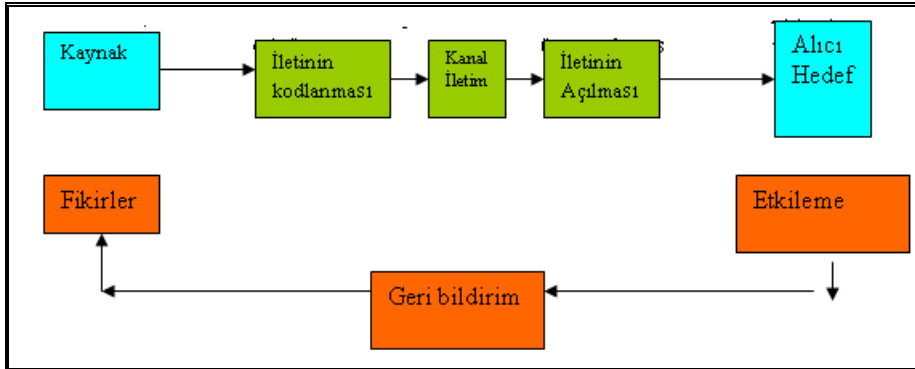 Kaynak
İletinin
kodlanması
Kanal
İletim
İletinin
Açılması
Alıcı
Hedef
Fikirler
Etkileme
Geri bildirim